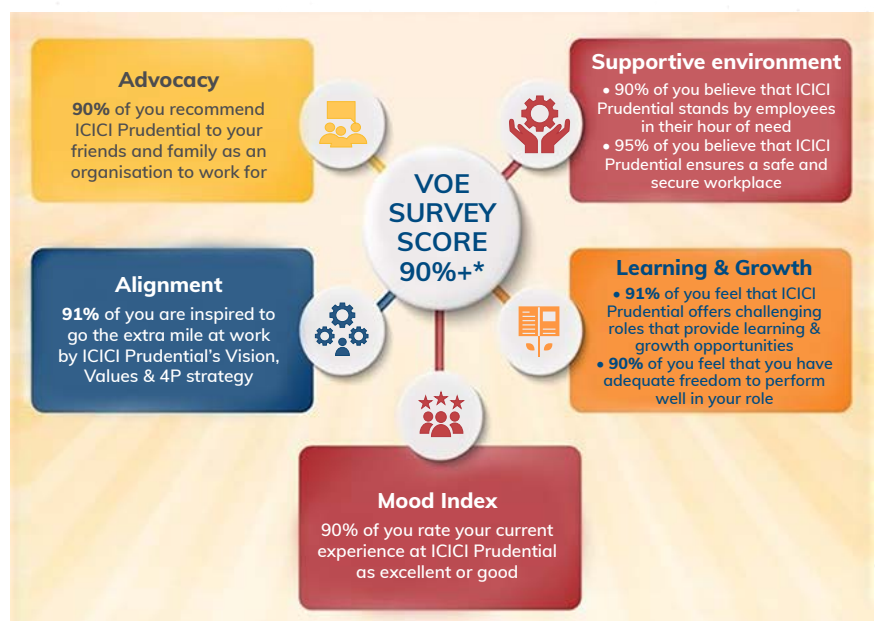 Advocacy
90% of you recommend
ICICI Prudential to your
friends and family as an
organisation to work for
Supportive environment
• 90% of you believe that ICICI
Prudential stands by employees
in their hour of need
• 95% of you believe that ICICI
Prudential ensures a safe and
secure workplace
VOE
SURVEY
SCORE
90%+*
Alignment
91% of you are inspired to
go the extra mile at work
by ICICI Prudential's Vision,
Values & 4P strategy
Learning & Growth
• 91% of you feel that ICICI
Prudential offers challenging
roles that provide learning &
growth opportunities
• 90% of you feel that you have
adequate freedom to perform
well in your role
Mood Index
90% of you rate your current
experience at ICICI Prudential
as excellent or good